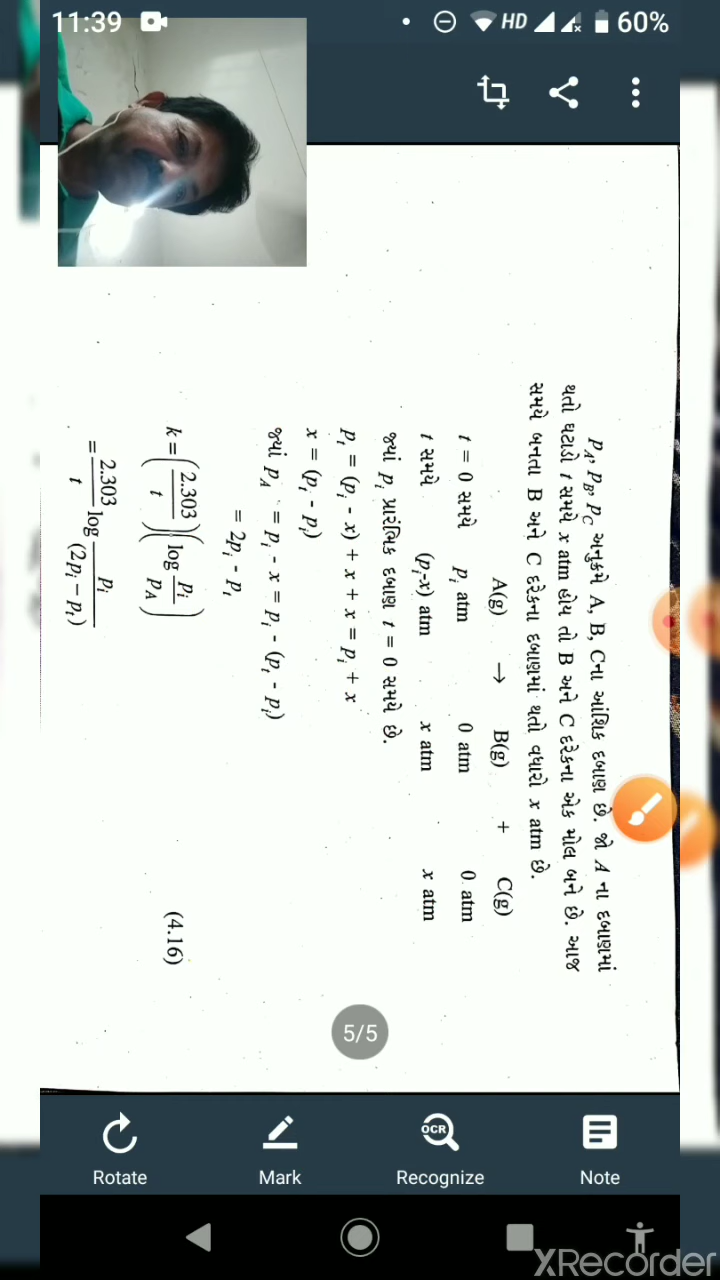 11:39
HD 60%
P_A, P_B, P_C અનુક્રમે A, B, Cના આંશિક દબાણ છે. જો A ના દબાણમાં
થતો ઘટાડો t સમયે x atm હોય તો B અને C દરેકના એક મોલ બને છે. આજ
સમયે બનતા B અને C દરેકના દબાણમાં થતો વધારો x atm છે.
A(g) → B(g) + C(g)
t = 0 સમયે p_i atm 0 atm 0 atm
t સમયે (p_i-x) atm x atm x atm
જ્યાં p_i પ્રારંભિક દબાણ t = 0 સમયે છે.
p_t = (p_i - x) + x + x = p_i + x
x = (p_t - p_i)
જ્યાં p_A = p_i - x = p_i - (p_t - p_i)
= 2p_i - p_t
k = (2.303/t)(log p_i/p_A) (4.16)
= 2.303/t log p_i/(2p_i – p_t)
5/5
Rotate Mark Recognize Note
OCR
XRecorder